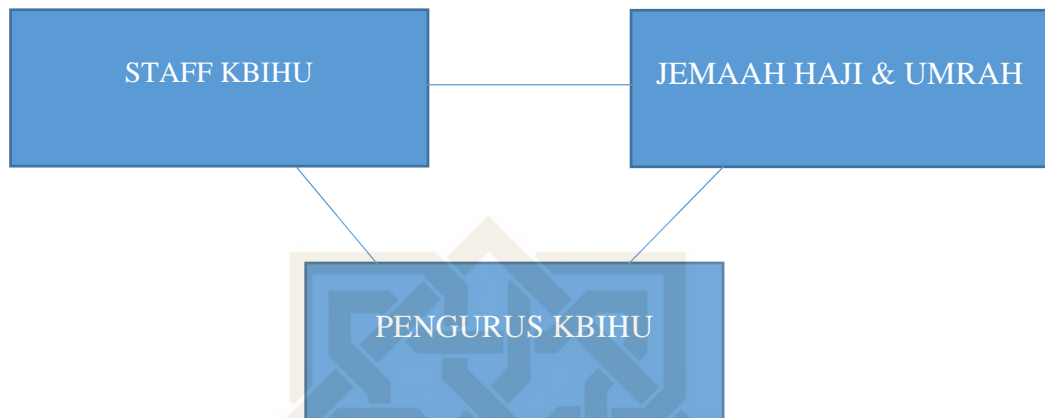 STAFF KBIHU
JEMAAH HAJI & UMRAH
PENGURUS KBIHU